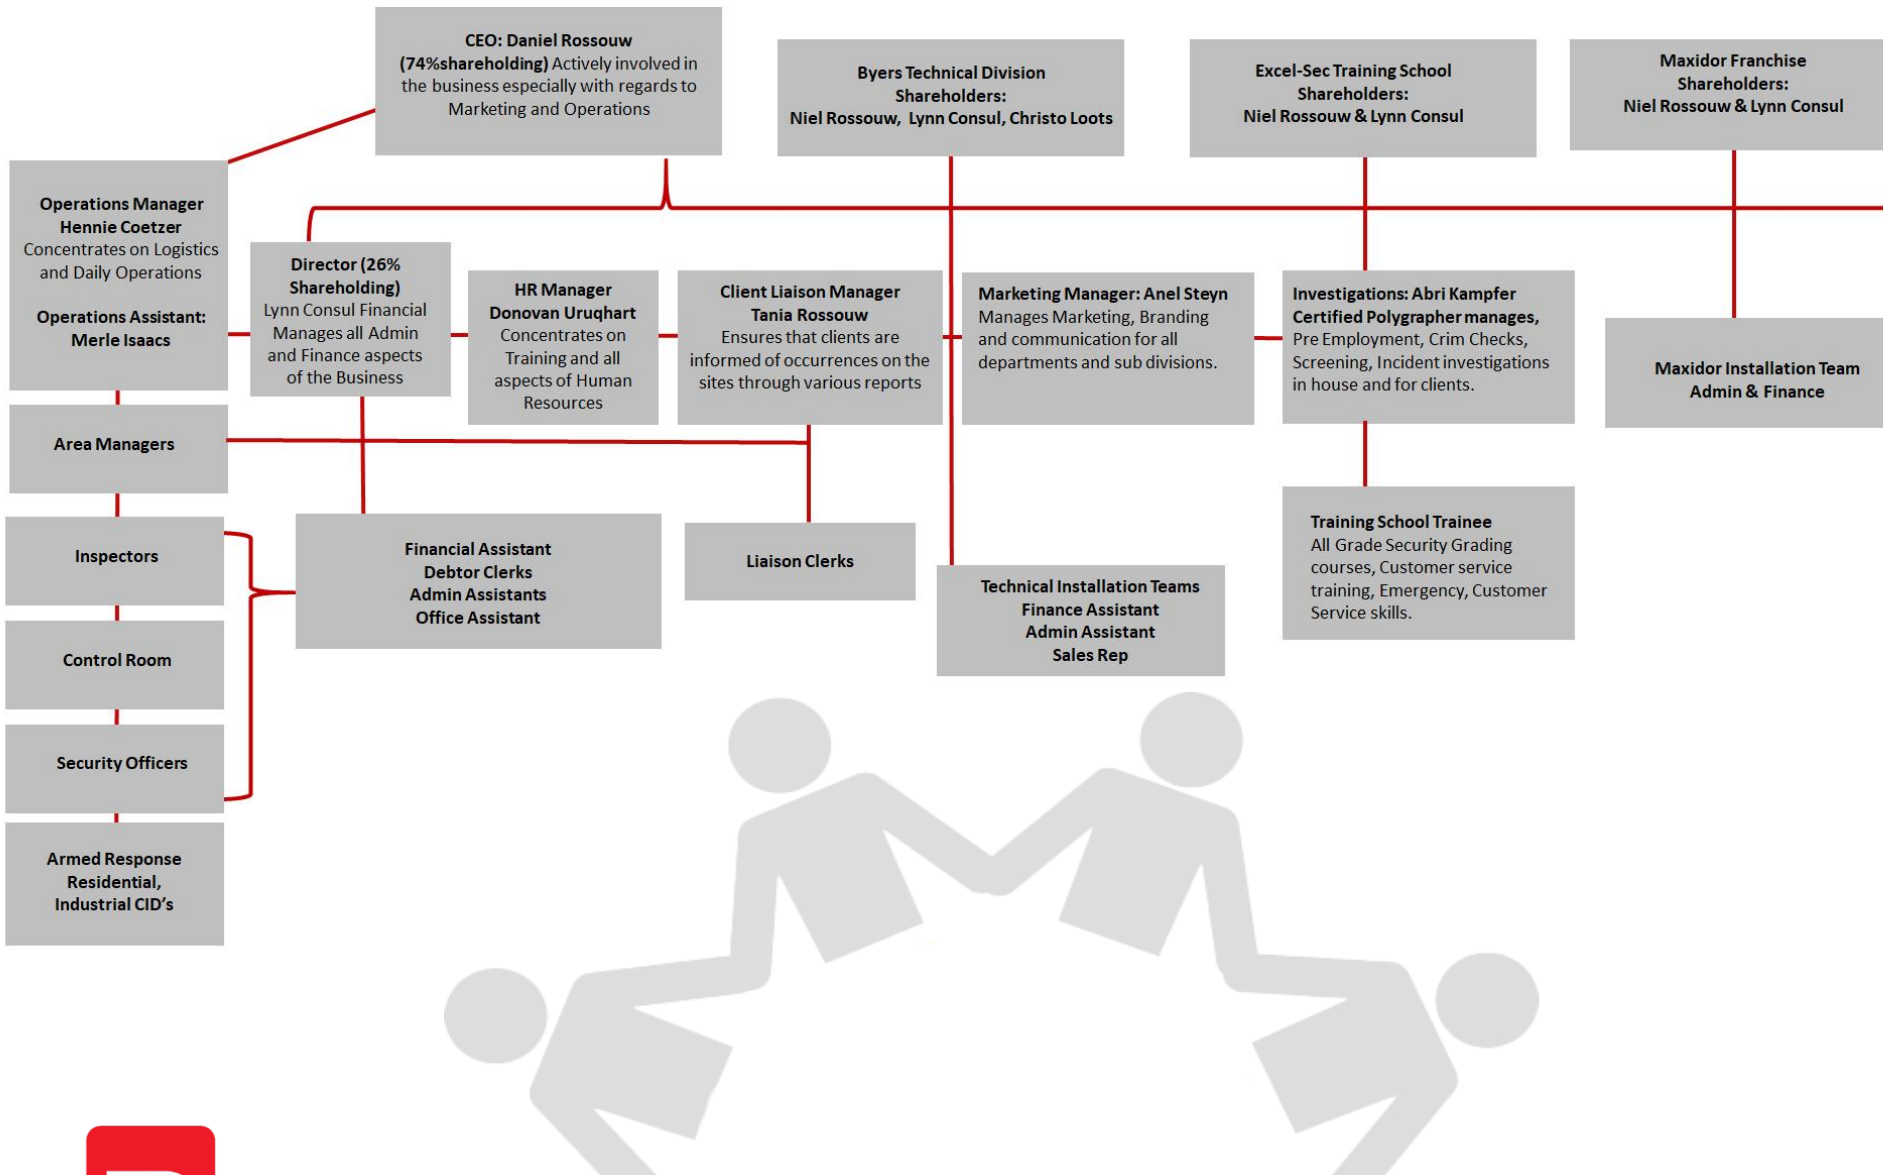 CEO: Daniel Rossouw
(74%shareholding) Actively involved in
the business especially with regards to
Marketing and Operations
Byers Technical Division
Shareholders:
Niel Rossouw, Lynn Consul, Christo Loots
Excel-Sec Training School
Shareholders:
Niel Rossouw & Lynn Consul
Maxidor Franchise
Shareholders:
Niel Rossouw & Lynn Consul
Operations Manager
Hennie Coetzer
Concentrates on Logistics
and Daily Operations
Operations Assistant:
Merle Isaacs
Director (26%
Shareholding)
Lynn Consul Financial
Manages all Admin
and Finance aspects
of the Business
HR Manager
Donovan Uruqhart
Concentrates on
Training and all
aspects of Human
Resources
Client Liaison Manager
Tania Rossouw
Ensures that clients are
informed of occurrences on the
sites through various reports
Marketing Manager: Anel Steyn
Manages Marketing, Branding
and communication for all
departments and sub divisions.
Investigations: Abri Kampfer
Certified Polygrapher manages,
Pre Employment, Crim Checks,
Screening, Incident investigations
in house and for clients.
Maxidor Installation Team
Admin & Finance
Area Managers
Inspectors
Control Room
Security Officers
Armed Response
Residential,
Industrial CID’s
Financial Assistant
Debtor Clerks
Admin Assistants
Office Assistant
Liaison Clerks
Technical Installation Teams
Finance Assistant
Admin Assistant
Sales Rep
Training School Trainee
All Grade Security Grading
courses, Customer service
training, Emergency, Customer
Service skills.